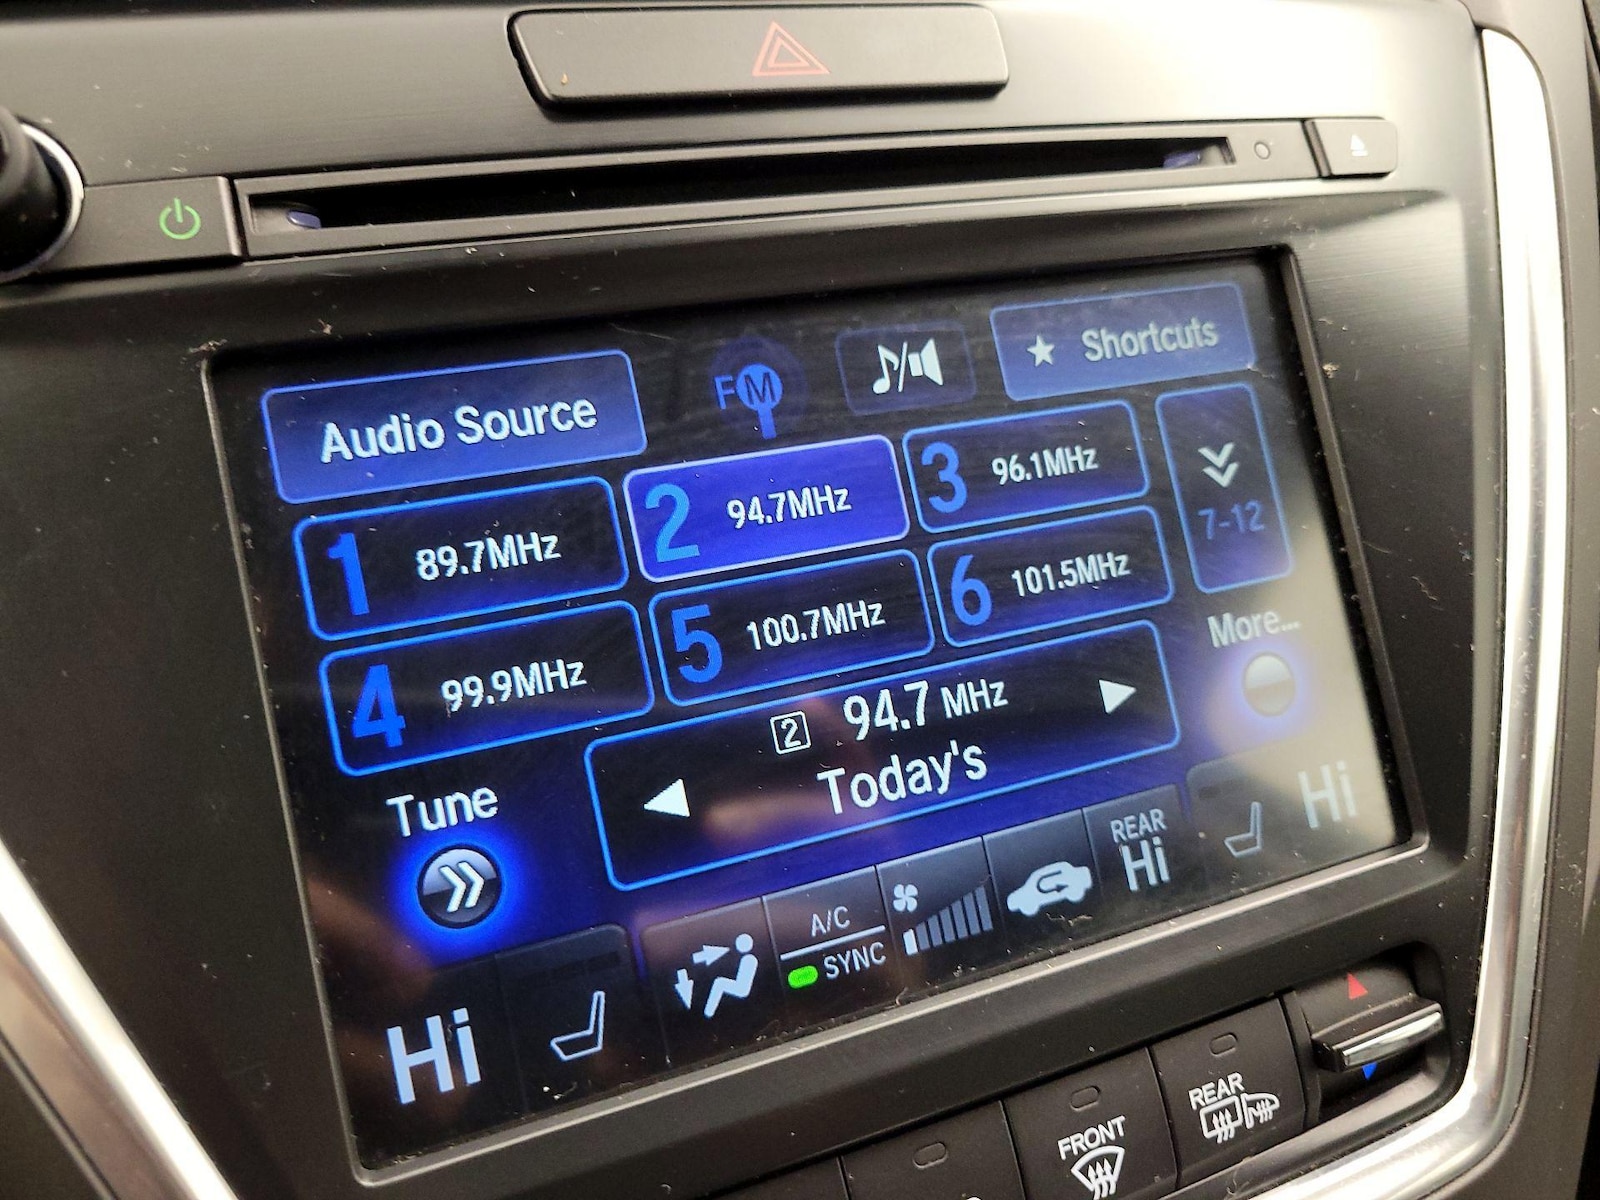 Audio Source
FM
Shortcuts
1 89.7MHz
2 94.7MHz
3 96.1MHz
7-12
4 99.9MHz
5 100.7MHz
6 101.5MHz
More...
2 94.7 MHz
Today's
Tune
Hi
A/C
SYNC
REAR
Hi
Hi
FRONT
REAR